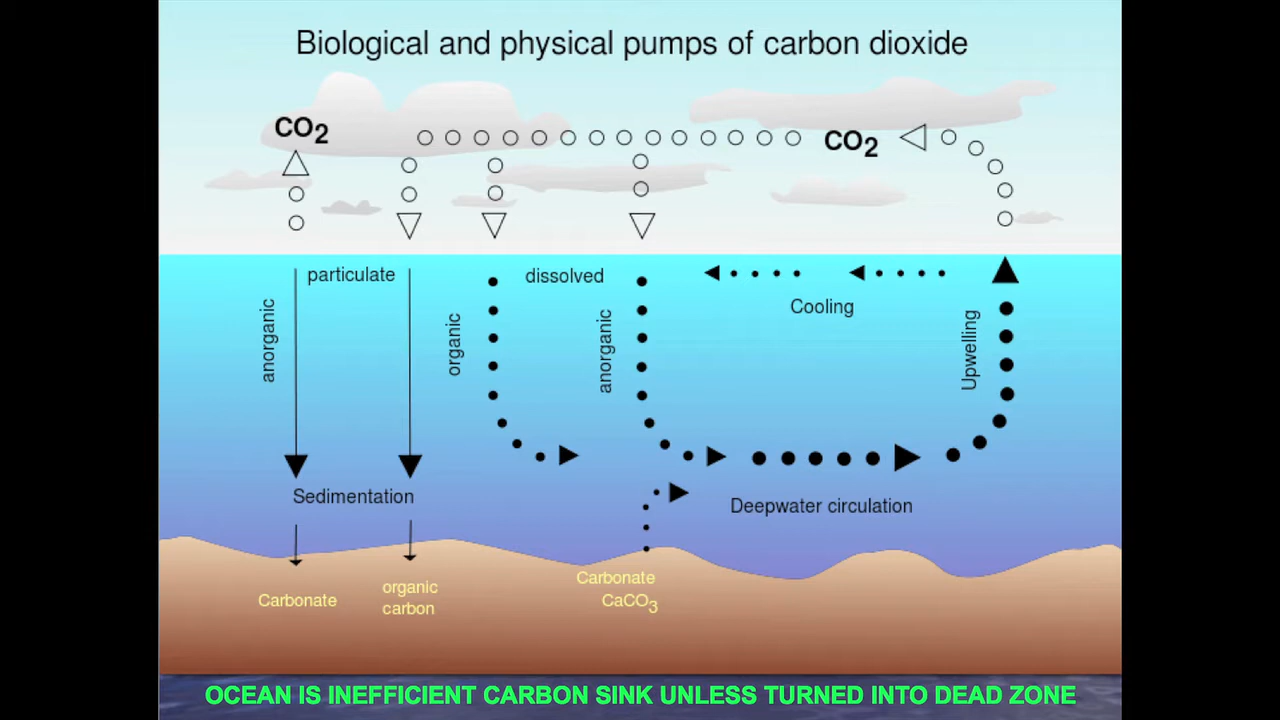 Biological and physical pumps of carbon dioxide
CO2
CO2
particulate
dissolved
Cooling
anorganic
organic
anorganic
Upwelling
Sedimentation
Deepwater circulation
Carbonate
organic
carbon
Carbonate
CaCO3
OCEAN IS INEFFICIENT CARBON SINK UNLESS TURNED INTO DEAD ZONE